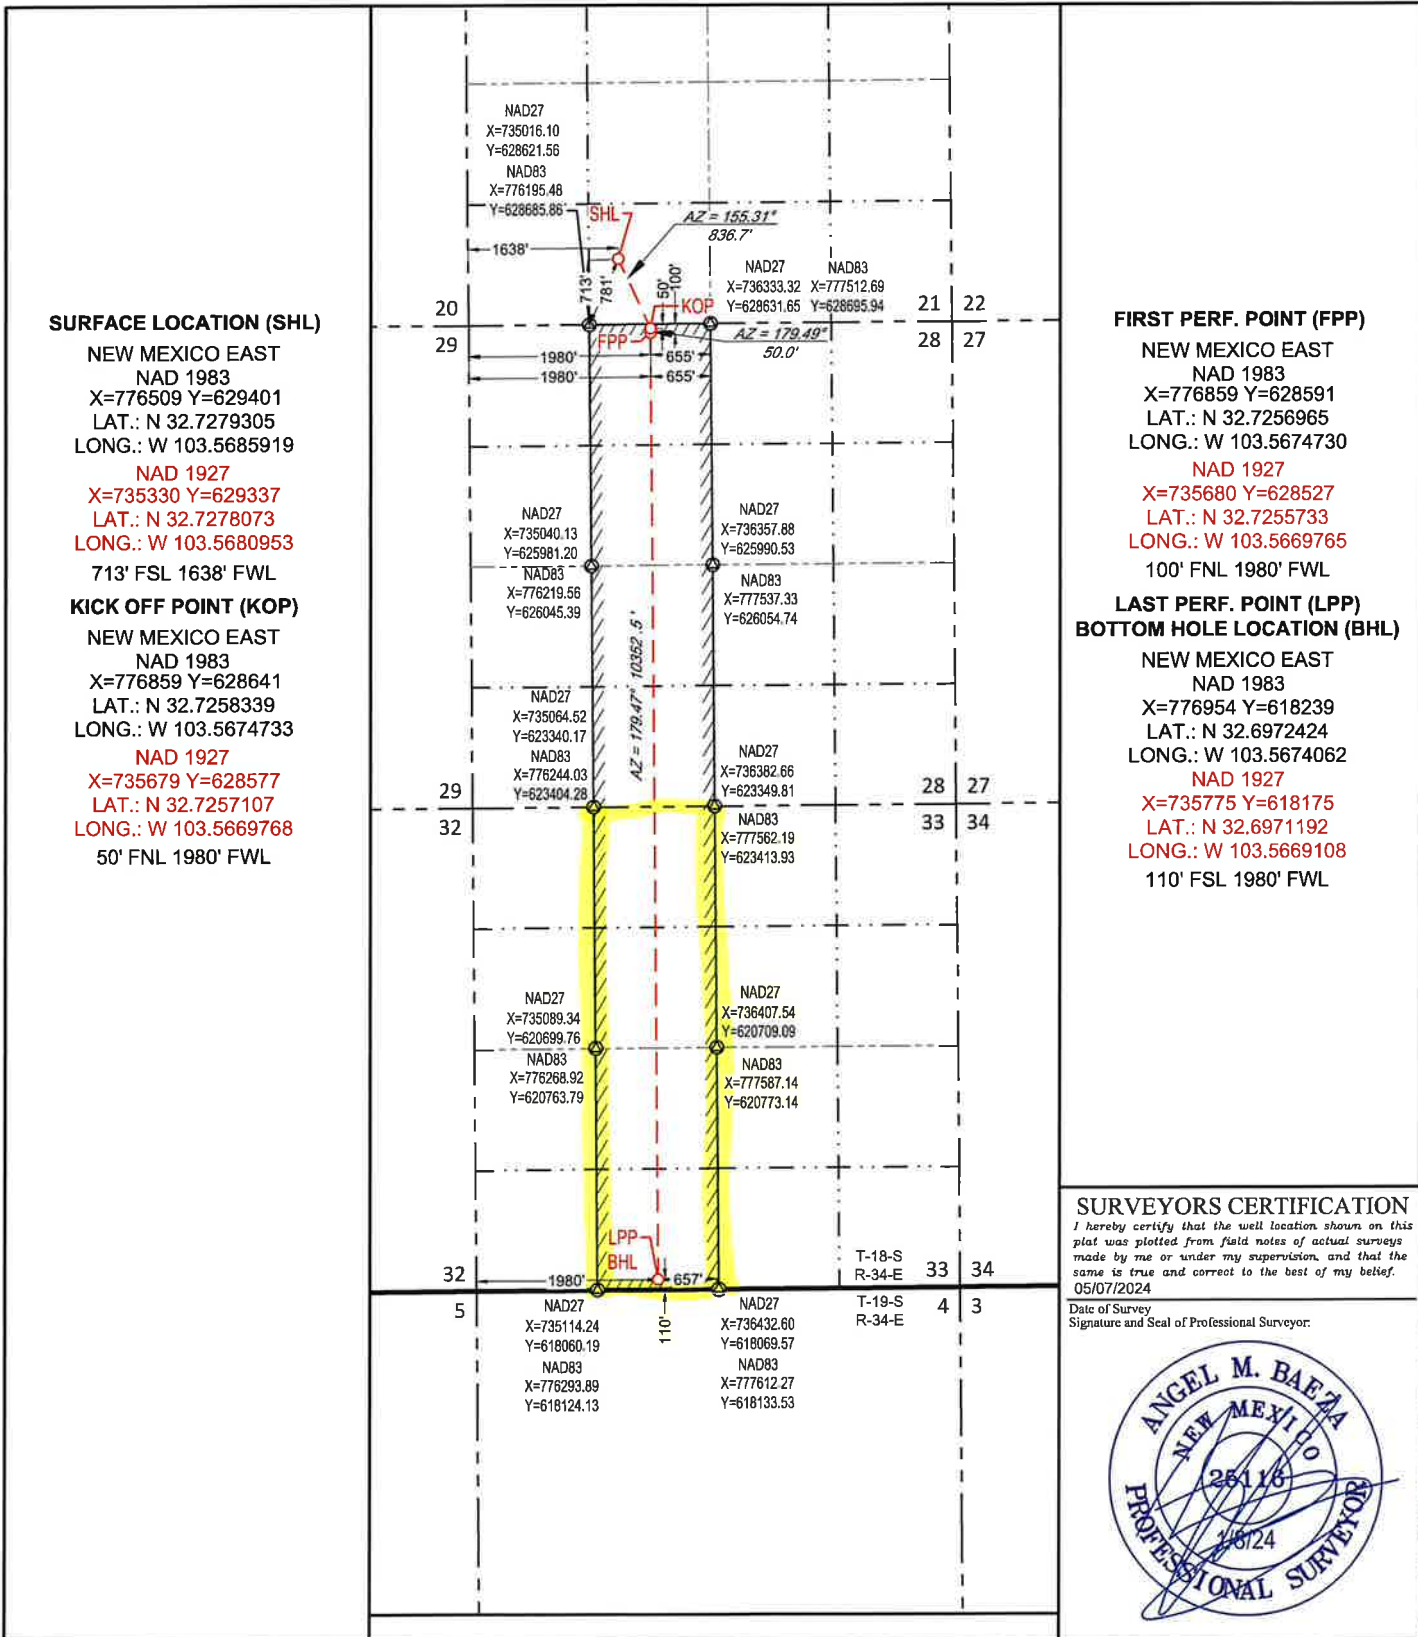 SURFACE LOCATION (SHL)
NEW MEXICO EAST
NAD 1983
X=776509 Y=629401
LAT.: N 32.7279305
LONG.: W 103.5685919
NAD 1927
X=735330 Y=629337
LAT.: N 32.7278073
LONG.: W 103.5680953
713' FSL 1638' FWL
KICK OFF POINT (KOP)
NEW MEXICO EAST
NAD 1983
X=776859 Y=628641
LAT.: N 32.7258339
LONG.: W 103.5674733
NAD 1927
X=735679 Y=628577
LAT.: N 32.7257107
LONG.: W 103.5669768
50' FNL 1980' FWL
NAD27
X=735016.10
Y=628621.56
NAD83
X=776195.48
Y=628685.86
SHL
AZ = 155.31°
836.7'
1638'
713'
781'
50'
100'
KOP
NAD27
X=736333.32
Y=628631.65
NAD83
X=777512.69
Y=628695.94
20
21 22
29
28 27
FPP
AZ = 179.49°
50.0'
1980' 655'
1980' 655'
NAD27
X=735040.13
Y=625981.20
NAD83
X=776219.56
Y=626045.39
NAD27
X=736357.88
Y=625990.53
NAD83
X=777537.33
Y=626054.74
AZ = 179.47° 10352.5'
NAD27
X=735064.52
Y=623340.17
NAD83
X=776244.03
Y=623404.28
NAD27
X=736382.66
Y=623349.81
NAD83
X=777562.19
Y=623413.93
29
28 27
32
33 34
NAD27
X=735089.34
Y=620699.76
NAD83
X=776268.92
Y=620763.79
NAD27
X=736407.54
Y=620709.09
NAD83
X=777587.14
Y=620773.14
LPP
BHL
1980' 657'
110'
T-18-S
R-34-E
32
33 34
T-19-S
R-34-E
5
4 3
NAD27
X=735114.24
Y=618060.19
NAD83
X=776293.89
Y=618124.13
NAD27
X=736432.60
Y=618069.57
NAD83
X=777612.27
Y=618133.53
FIRST PERF. POINT (FPP)
NEW MEXICO EAST
NAD 1983
X=776859 Y=628591
LAT.: N 32.7256965
LONG.: W 103.5674730
NAD 1927
X=735680 Y=628527
LAT.: N 32.7255733
LONG.: W 103.5669765
100' FNL 1980' FWL
LAST PERF. POINT (LPP)
BOTTOM HOLE LOCATION (BHL)
NEW MEXICO EAST
NAD 1983
X=776954 Y=618239
LAT.: N 32.6972424
LONG.: W 103.5674062
NAD 1927
X=735775 Y=618175
LAT.: N 32.6971192
LONG.: W 103.5669108
110' FSL 1980' FWL
SURVEYORS CERTIFICATION
I hereby certify that the well location shown on this
plat was plotted from field notes of actual surveys
made by me or under my supervision, and that the
same is true and correct to the best of my belief.
05/07/2024
Date of Survey
Signature and Seal of Professional Surveyor:
ANGEL M. BAEZA
NEW MEXICO
25116
PROFESSIONAL SURVEYOR